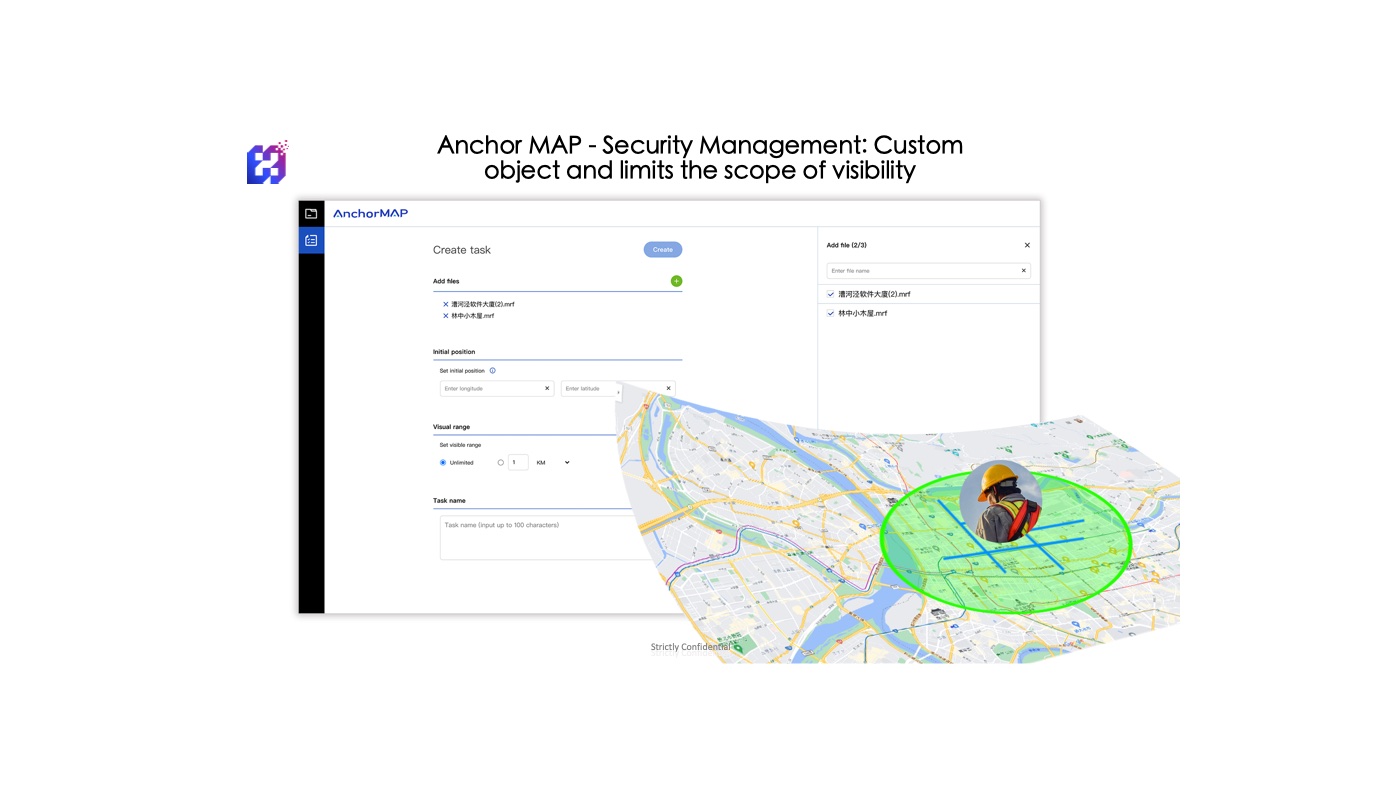 Anchor MAP - Security Management: Custom
object and limits the scope of visibility
AnchorMAP
Create task
Create
Add files
漕河泾软件大厦(2).mrf
林中小木屋.mrf
Initial position
Set initial position
Enter longitude
Enter latitude
Visual range
Set visible range
Unlimited
1
KM
Task name
Task name (input up to 100 characters)
Add file (2/3)
Enter file name
漕河泾软件大厦(2).mrf
林中小木屋.mrf
Strictly Confidential